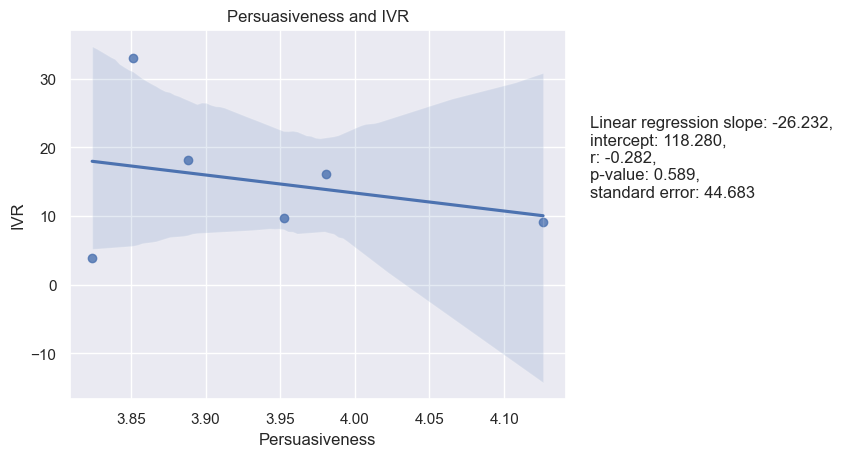 Persuasiveness and IVR
IVR
30
20
10
0
−10
3.85
3.90
3.95
4.00
4.05
4.10
Persuasiveness
Linear regression slope: -26.232,
intercept: 118.280,
r: -0.282,
p-value: 0.589,
standard error: 44.683